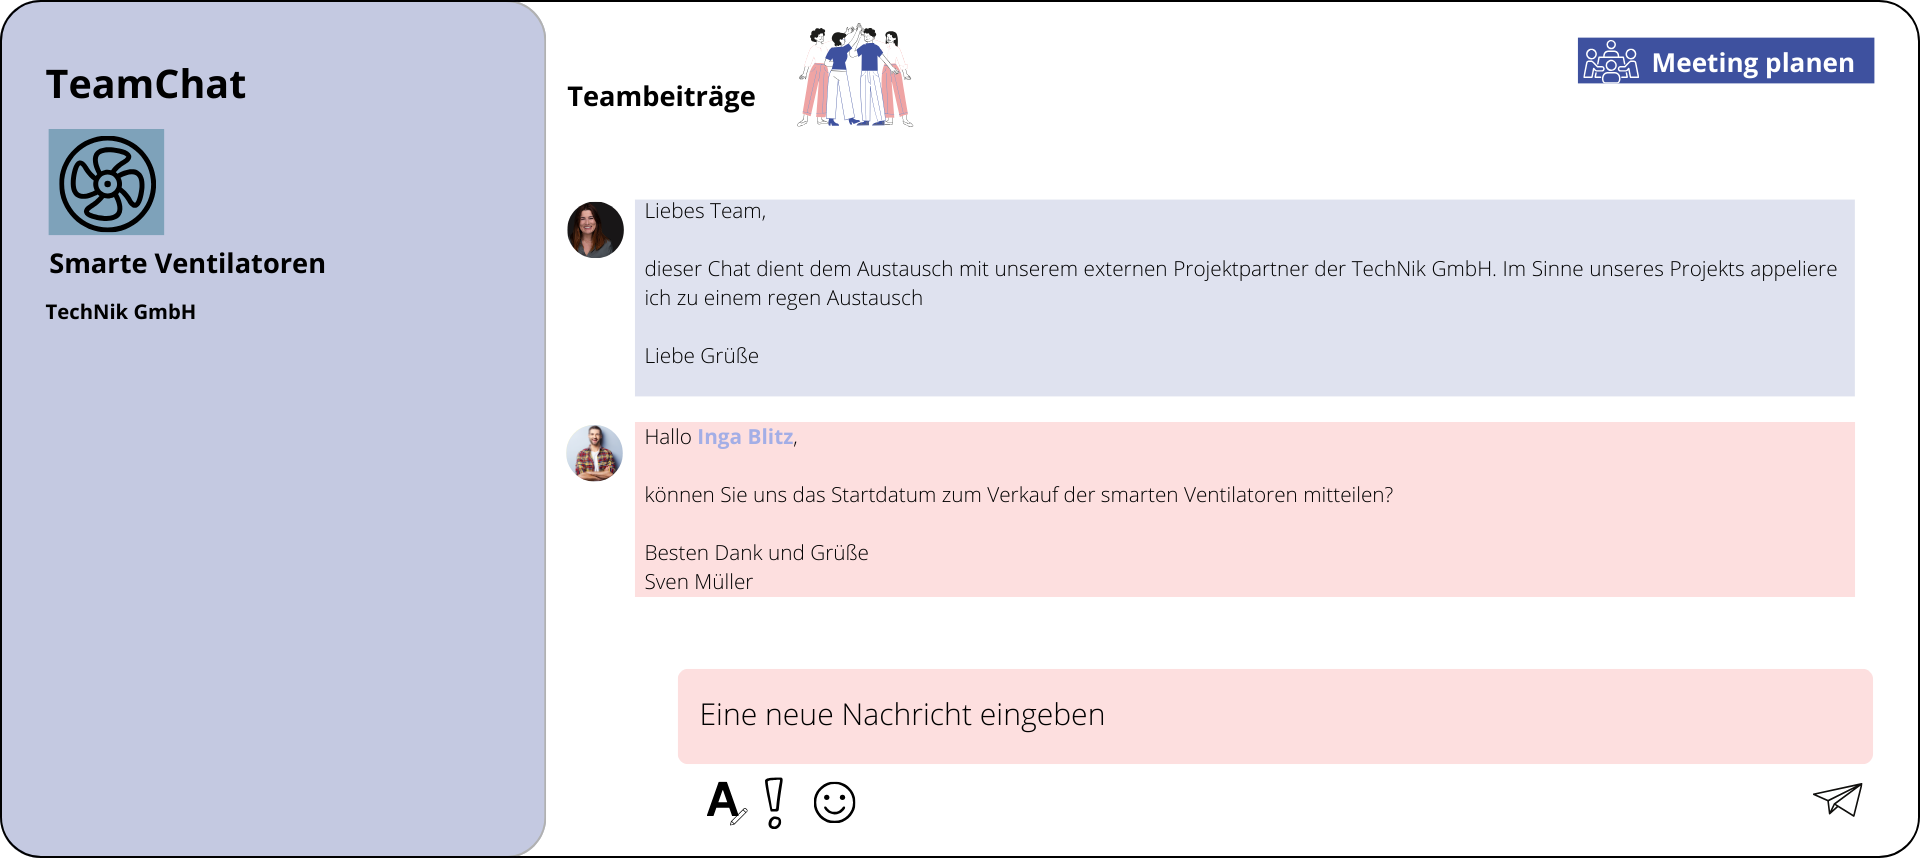 TeamChat
Smarte Ventilatoren
TechNik GmbH
Teambeiträge
Meeting planen
Liebes Team,
dieser Chat dient dem Austausch mit unserem externen Projektpartner der TechNik GmbH. Im Sinne unseres Projekts appeliere
ich zu einem regen Austausch
Liebe Grüße
Hallo Inga Blitz,
können Sie uns das Startdatum zum Verkauf der smarten Ventilatoren mitteilen?
Besten Dank und Grüße
Sven Müller
Eine neue Nachricht eingeben
A